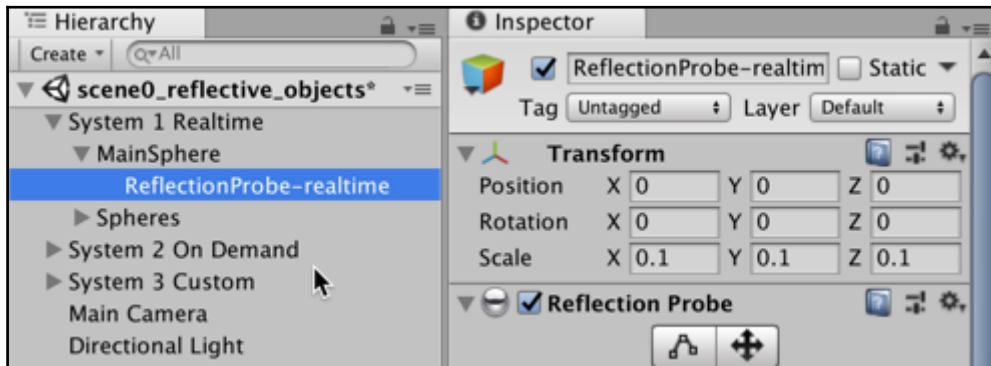 Hierarchy
Create
All
scene0_reflective_objects*
System 1 Realtime
MainSphere
ReflectionProbe-realtime
Spheres
System 2 On Demand
System 3 Custom
Main Camera
Directional Light
Inspector
ReflectionProbe-realtim
Static
Tag Untagged Layer Default
Transform
Position X 0 Y 0 Z 0
Rotation X 0 Y 0 Z 0
Scale X 0.1 Y 0.1 Z 0.1
Reflection Probe